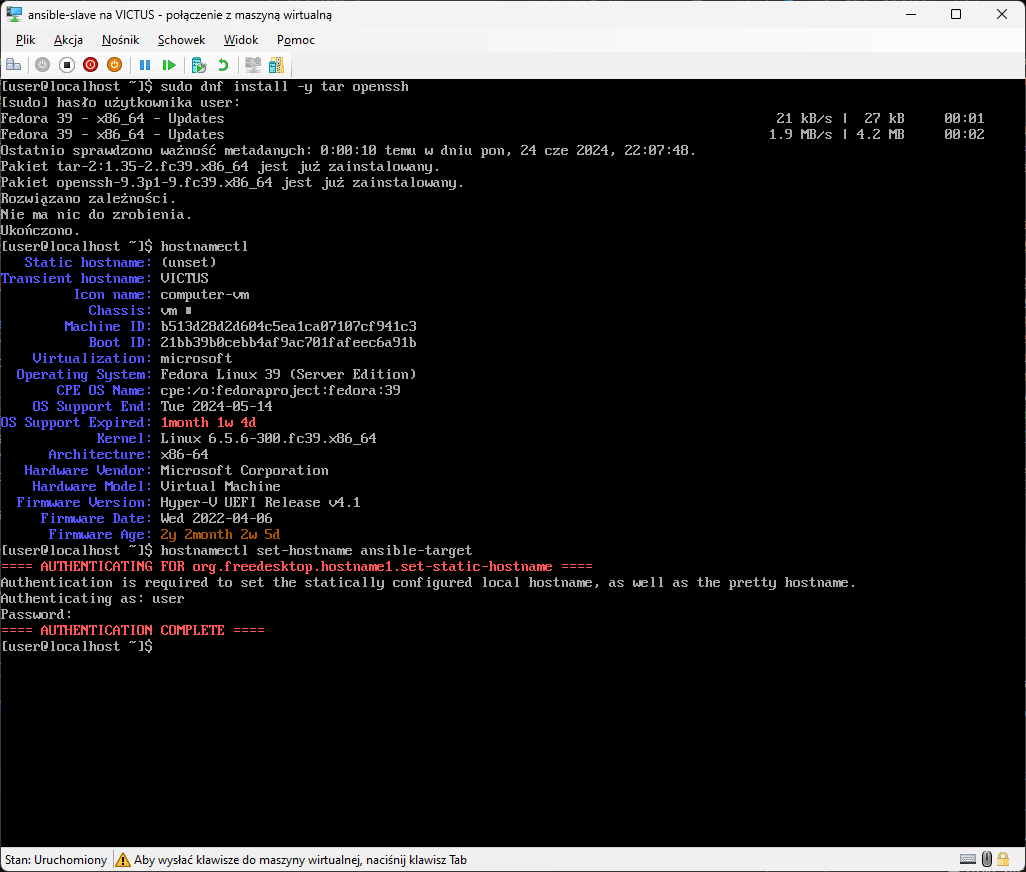 ansible-slave na VICTUS - połączenie z maszyną wirtualną
Plik Akcja Nośnik Schowek Widok Pomoc
[user@localhost ~]$ sudo dnf install -y tar openssh
[sudo] hasło użytkownika user:
Fedora 39 - x86_64 - Updates 21 kB/s | 27 kB 00:01
Fedora 39 - x86_64 - Updates 1.9 MB/s | 4.2 MB 00:02
Ostatnio sprawdzono ważność metadanych: 0:00:10 temu w dniu pon, 24 cze 2024, 22:07:48.
Pakiet tar-2:1.35-2.fc39.x86_64 jest już zainstalowany.
Pakiet openssh-9.3p1-9.fc39.x86_64 jest już zainstalowany.
Rozwiązano zależności.
Nie ma nic do zrobienia.
Ukończono.
[user@localhost ~]$ hostnamectl
Static hostname: (unset)
Transient hostname: VICTUS
Icon name: computer-vm
Chassis: vm
Machine ID: b513d28d2d604c5ea1ca07107cf941c3
Boot ID: 21bb39b0cebb4af9ac701fafeec6a91b
Virtualization: microsoft
Operating System: Fedora Linux 39 (Server Edition)
CPE OS Name: cpe:/o:fedoraproject:fedora:39
OS Support End: Tue 2024-05-14
OS Support Expired: 1month 1w 4d
Kernel: Linux 6.5.6-300.fc39.x86_64
Architecture: x86-64
Hardware Vendor: Microsoft Corporation
Hardware Model: Virtual Machine
Firmware Version: Hyper-V UEFI Release v4.1
Firmware Date: Wed 2022-04-06
Firmware Age: 2y 2month 2w 5d
[user@localhost ~]$ hostnamectl set-hostname ansible-target
==== AUTHENTICATING FOR org.freedesktop.hostname1.set-static-hostname ====
Authentication is required to set the statically configured local hostname, as well as the pretty hostname.
Authenticating as: user
Password:
==== AUTHENTICATION COMPLETE ====
[user@localhost ~]$
Stan: Uruchomiony Aby wysłać klawisze do maszyny wirtualnej, naciśnij klawisz Tab